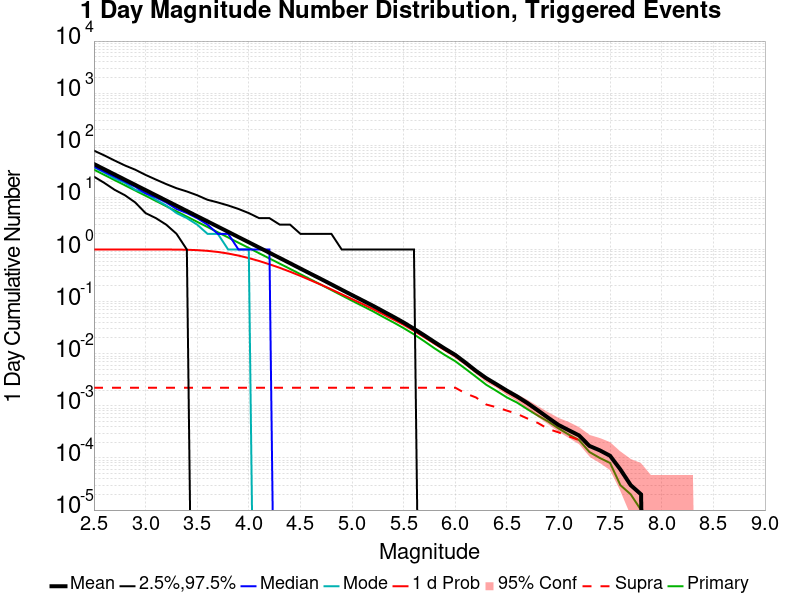 1 Day Magnitude Number Distribution, Triggered Events
1 Day Cumulative Number
10 4
10 3
10 2
10 1
10 0
10 -1
10 -2
10 -3
10 -4
10 -5
2.5 3.0 3.5 4.0 4.5 5.0 5.5 6.0 6.5 7.0 7.5 8.0 8.5 9.0
Magnitude
Mean 2.5%,97.5% Median Mode 1 d Prob 95% Conf Supra Primary